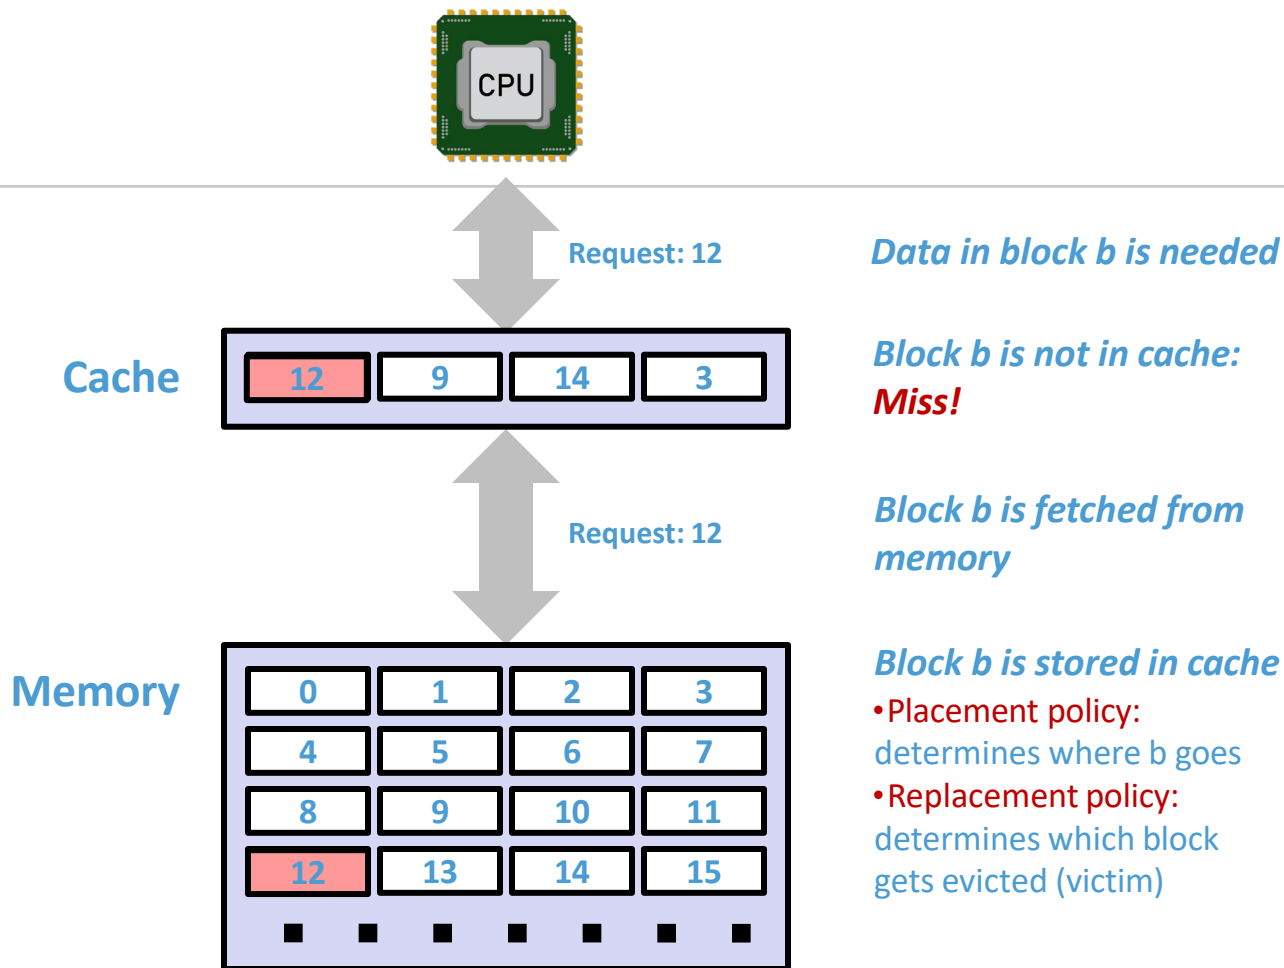 CPU
Request: 12
Data in block b is needed
Cache
12 9 14 3
Block b is not in cache:
Miss!
Request: 12
Block b is fetched from
memory
Memory
0 1 2 3
4 5 6 7
8 9 10 11
12 13 14 15
Block b is stored in cache
•Placement policy:
determines where b goes
•Replacement policy:
determines which block
gets evicted (victim)